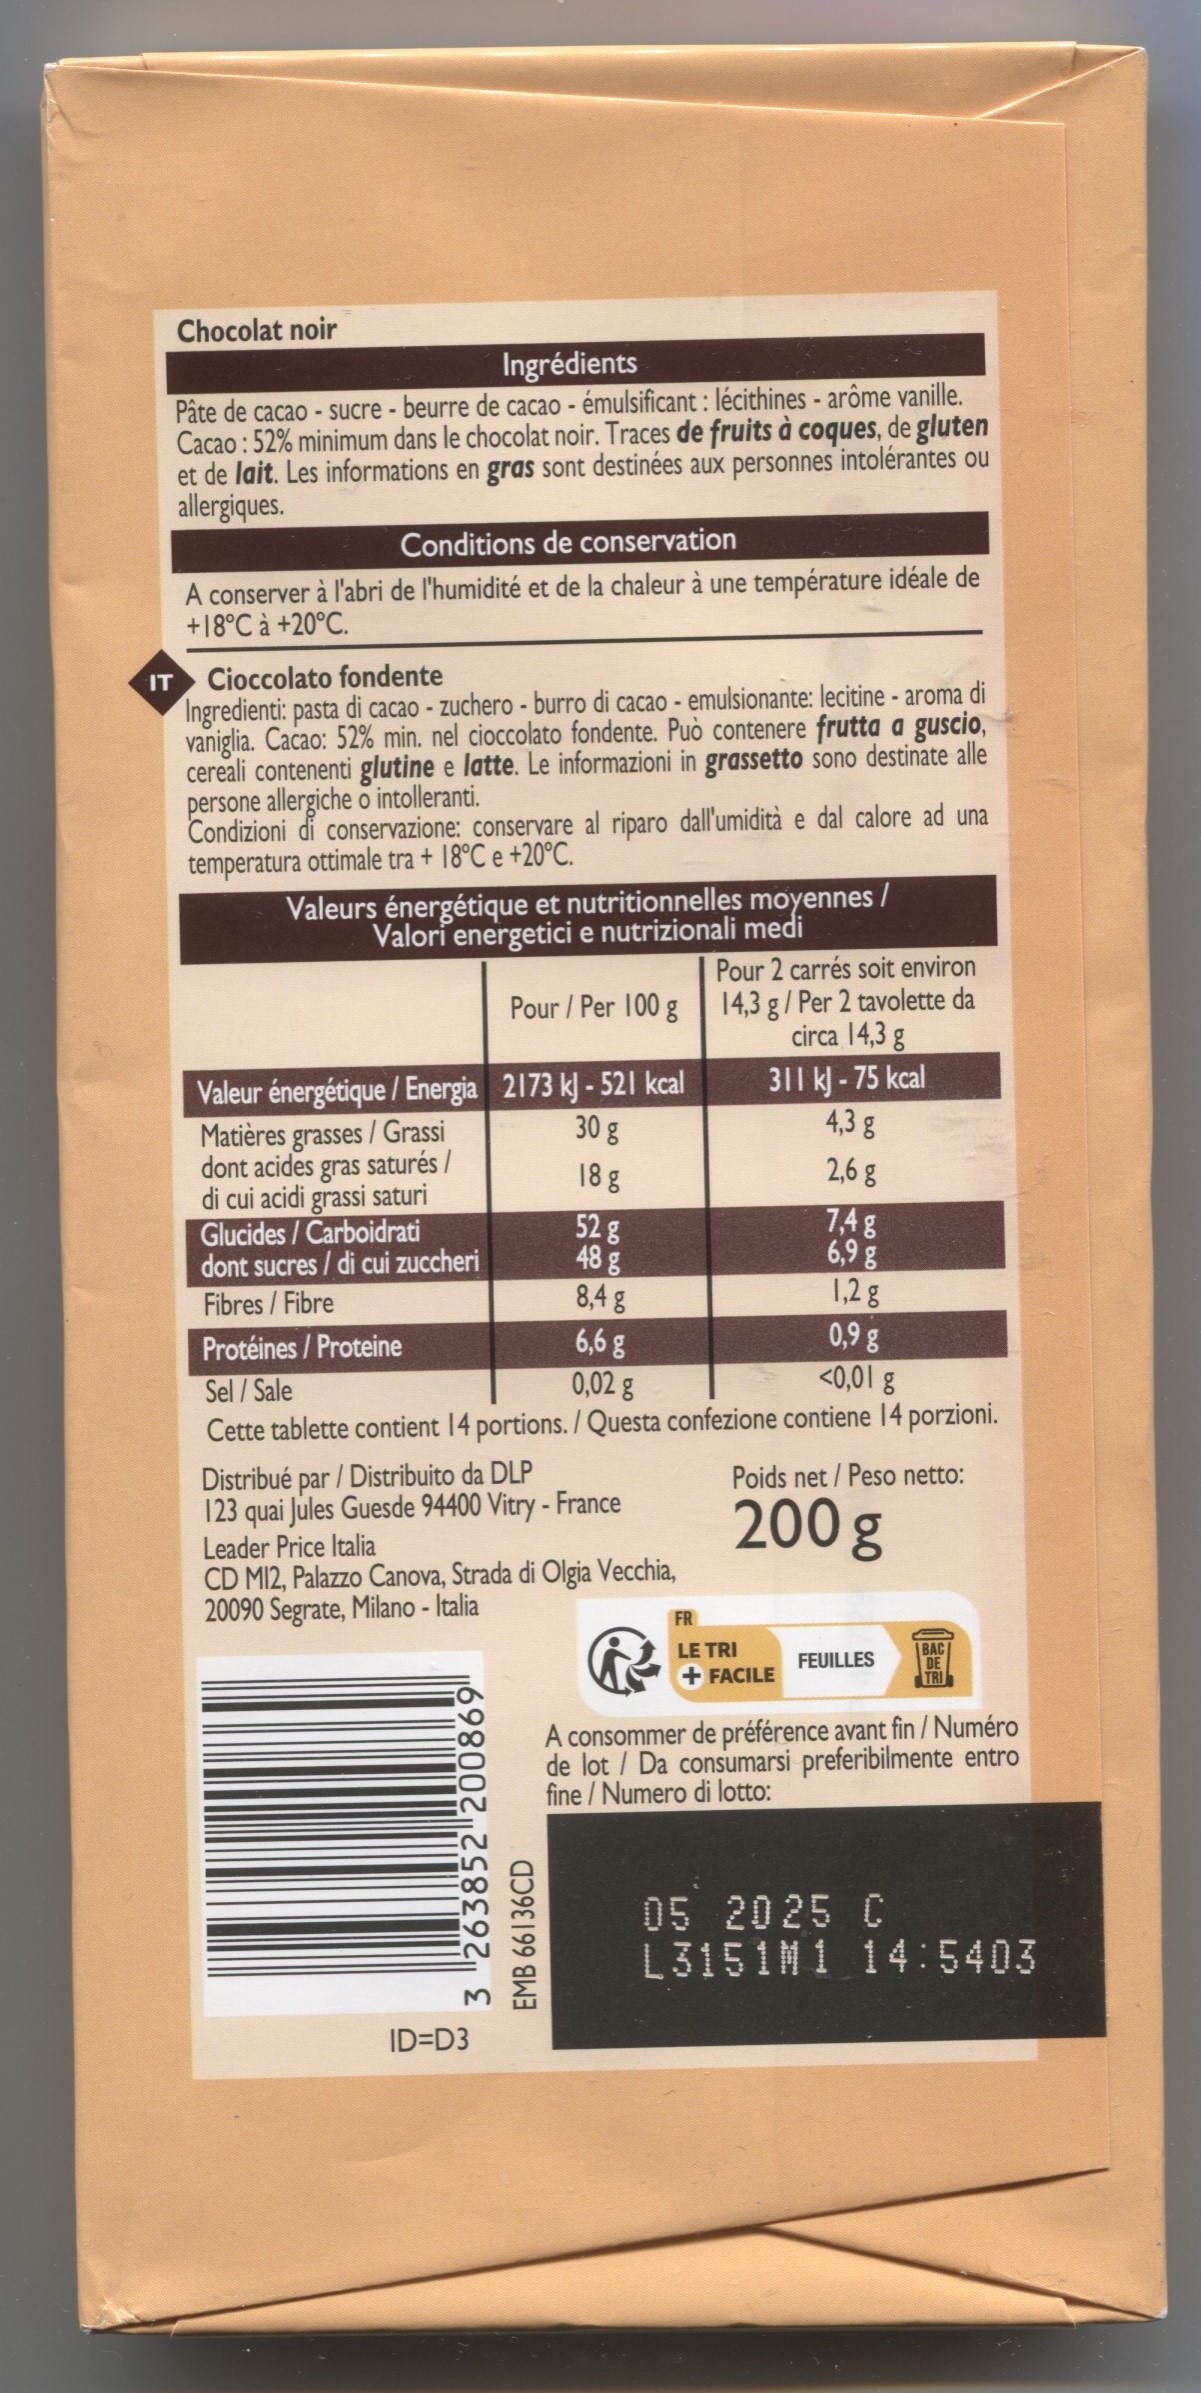 Chocolat noir
Ingrédients
Pâte de cacao - sucre - beurre de cacao - émulsifiant : lécithines - arôme vanille.
Cacao : 52% minimum dans le chocolat noir. Traces de fruits à coques, de gluten
et de lait. Les informations en gras sont destinées aux personnes intolérantes ou
allergiques.
Conditions de conservation
A conserver à l'abri de l'humidité et de la chaleur à une température idéale de
+18°C à +20°C.
IT Cioccolato fondente
Ingredienti: pasta di cacao - zuchero - burro di cacao - emulsionante: lecitine - aroma di
vaniglia. Cacao: 52% min. nel cioccolato fondente. Può contenere frutta a guscio,
cereali contenenti glutine e latte. Le informazioni in grassetto sono destinate alle
persone allergiche o intolleranti.
Condizioni di conservazione: conservare al riparo dall'umidità e dal calore ad una
temperatura ottimale tra + 18°C e +20°C.
Valeurs énergétique et nutritionnelles moyennes /
Valori energetici e nutrizionali medi
Pour / Per 100 g
Pour 2 carrés soit environ
14,3 g / Per 2 tavolette da
circa 14,3 g
Valeur énergétique / Energia 2173 kJ - 521 kcal 311 kJ - 75 kcal
Matières grasses / Grassi 30 g 4,3 g
dont acides gras saturés /
di cui acidi grassi saturi 18 g 2,6 g
Glucides / Carboidrati 52 g 7,4 g
dont sucres / di cui zuccheri 48 g 6,9 g
Fibres / Fibre 8,4 g 1,2 g
Protéines / Proteine 6,6 g 0,9 g
Sel / Sale 0,02 g <0,01 g
Cette tablette contient 14 portions. / Questa confezione contiene 14 porzioni.
Distribué par / Distribuito da DLP
123 quai Jules Guesde 94400 Vitry - France
Leader Price Italia
CD MI2, Palazzo Canova, Strada di Olgia Vecchia,
20090 Segrate, Milano - Italia
Poids net / Peso netto:
200 g
FR
LE TRI
+ FACILE
FEUILLES
BAC
DE
TRI
A consommer de préférence avant fin / Numéro
de lot / Da consumarsi preferibilmente entro
fine / Numero di lotto:
05 2025 C
L3151M1 14:5403
3 263852 200869
EMB 66136CD
ID=D3